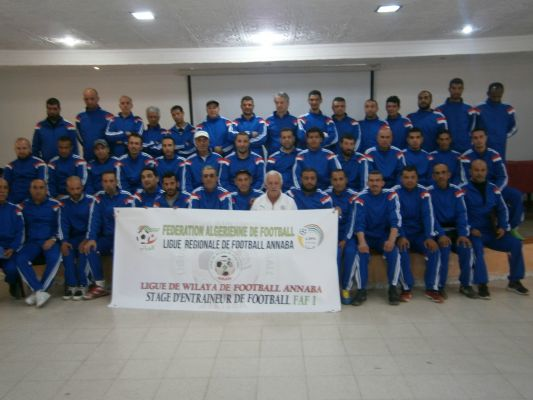 FEDERATION ALGERIENNE DE FOOTBALL
LIGUE REGIONALE DE FOOTBALL ANNABA
LIGUE DE WILAYA DE FOOTBALL ANNABA
STAGE D'ENTRAINEUR DE FOOTBALL FAF 1